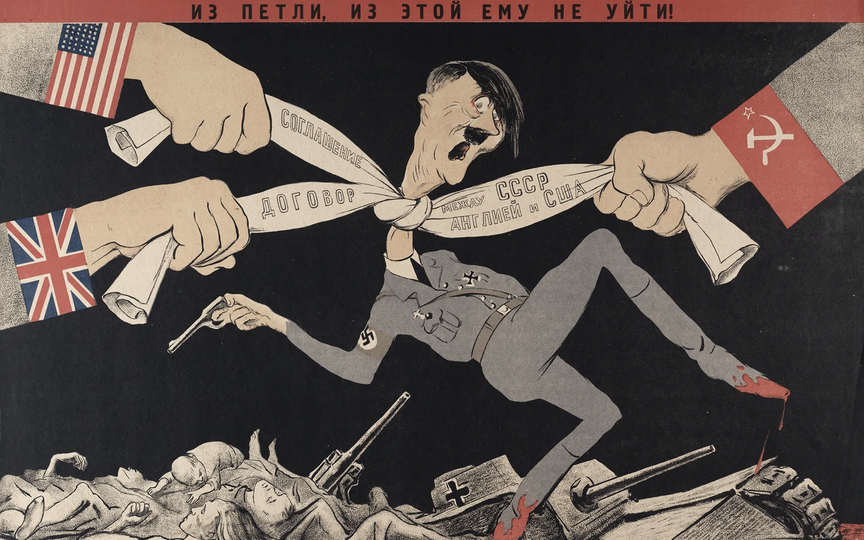 ИЗ ПЕТЛИ, ИЗ ЭТОЙ ЕМУ НЕ УЙТИ!
СОГЛАШЕНИЕ
ДОГОВОР
МЕЖДУ СССР
АНГЛИЕЙ и США